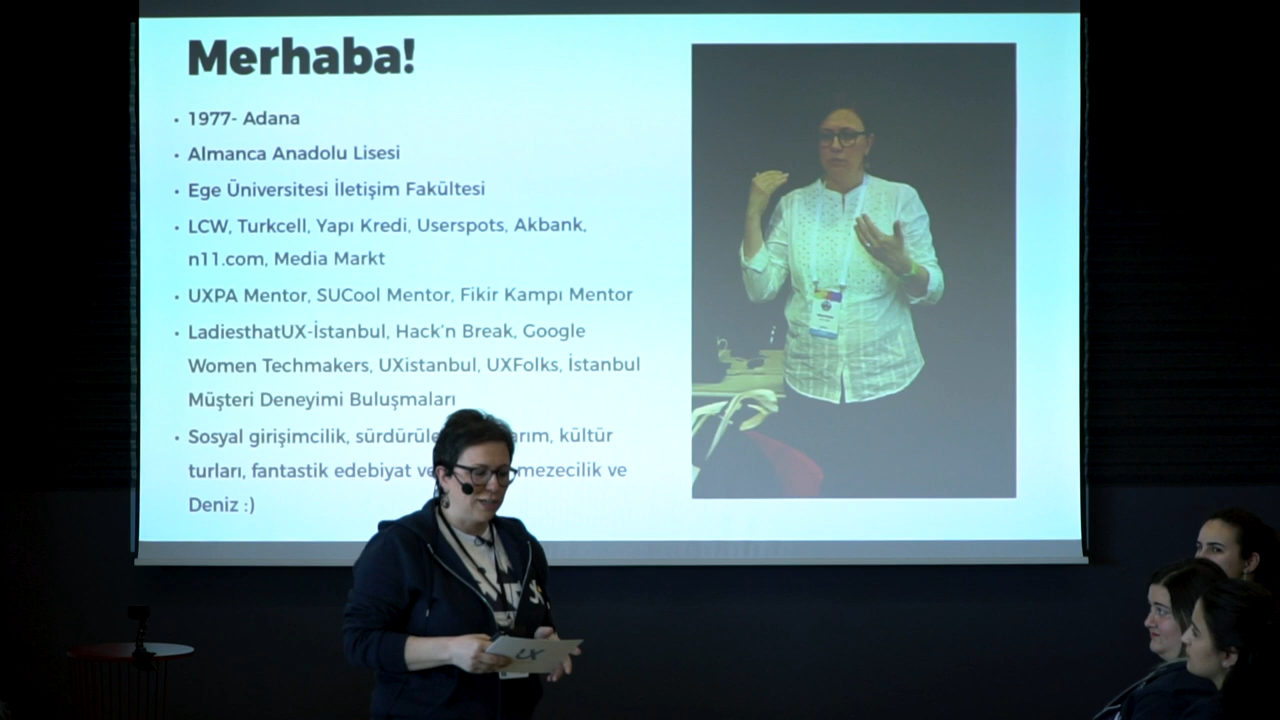 Merhaba!
• 1977- Adana
• Almanca Anadolu Lisesi
• Ege Üniversitesi İletişim Fakültesi
• LCW, Turkcell, Yapı Kredi, Userspots, Akbank,
n11.com, Media Markt
• UXPA Mentor, SUCool Mentor, Fikir Kampı Mentor
• LadiesthatUX-İstanbul, Hack'n Break, Google
Women Techmakers, UXistanbul, UXFolks, İstanbul
Müşteri Deneyimi Buluşmaları
• Sosyal girişimcilik, kültür
turları, fantastik edebiyat mezecilik ve
Deniz :)